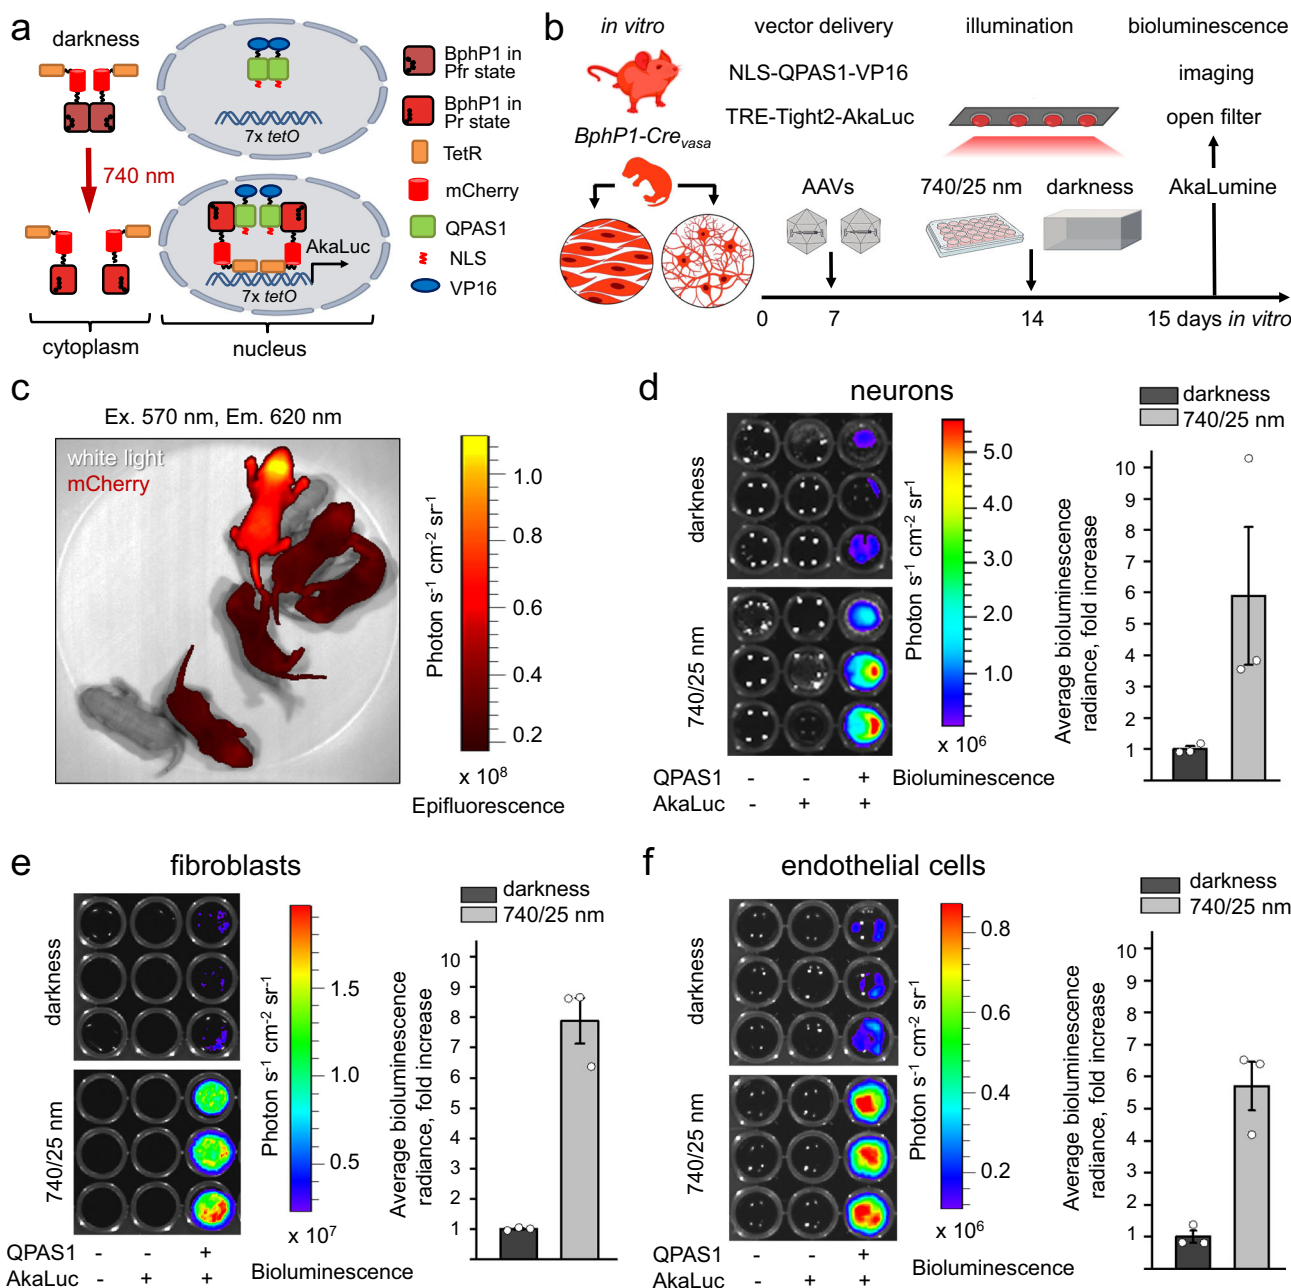 a
darkness
740 nm
7x tetO
AkaLuc
7x tetO
cytoplasm
nucleus
BphP1 in
Pfr state
BphP1 in
Pr state
TetR
mCherry
QPAS1
NLS
VP16
b
in vitro
vector delivery
illumination
bioluminescence
NLS-QPAS1-VP16
imaging
TRE-Tight2-AkaLuc
open filter
BphP1-Cre_vasa
AAVs
740/25 nm
darkness
AkaLumine
0
7
14
15 days in vitro
c
Ex. 570 nm, Em. 620 nm
white light
mCherry
Photon s⁻¹ cm⁻² sr⁻¹
1.0
0.8
0.6
0.4
0.2
x 10⁸
Epifluorescence
d
neurons
darkness
740/25 nm
QPAS1 - - +
AkaLuc - + +
Photon s⁻¹ cm⁻² sr⁻¹
5.0
4.0
3.0
2.0
1.0
x 10⁶
Bioluminescence
darkness
740/25 nm
Average bioluminescence
radiance, fold increase
10
9
8
7
6
5
4
3
2
1
e
fibroblasts
darkness
740/25 nm
QPAS1 - - +
AkaLuc - + +
Photon s⁻¹ cm⁻² sr⁻¹
1.5
1.0
0.5
x 10⁷
Bioluminescence
darkness
740/25 nm
Average bioluminescence
radiance, fold increase
10
9
8
7
6
5
4
3
2
1
f
endothelial cells
darkness
740/25 nm
QPAS1 - - +
AkaLuc - + +
Photon s⁻¹ cm⁻² sr⁻¹
0.8
0.6
0.4
0.2
x 10⁶
Bioluminescence
darkness
740/25 nm
Average bioluminescence
radiance, fold increase
10
9
8
7
6
5
4
3
2
1